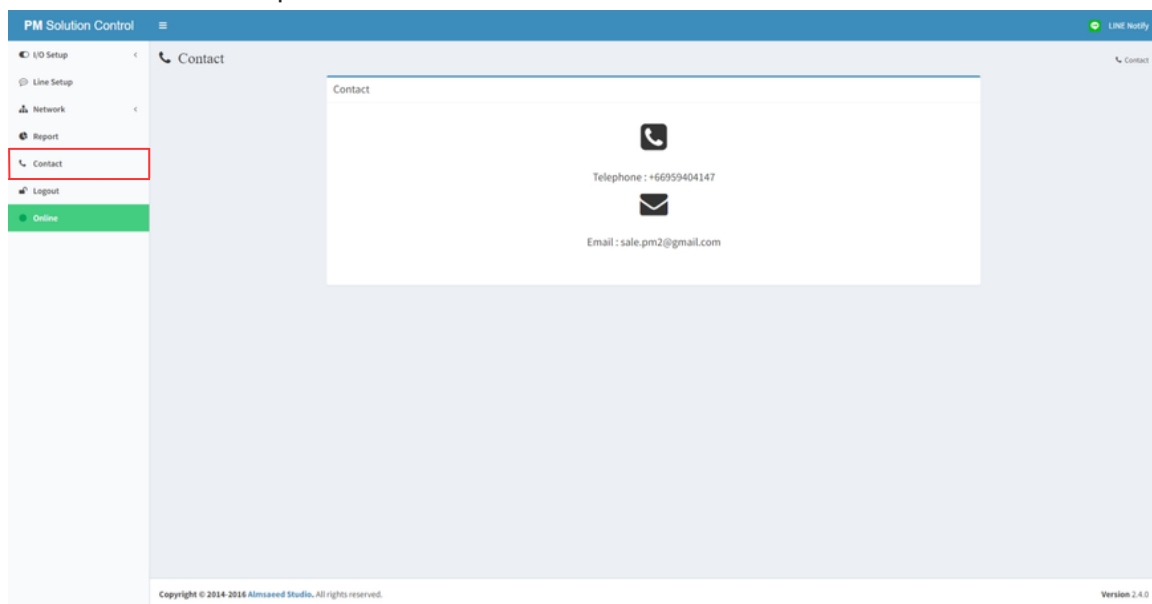 PM Solution Control
LINE Notify
I/O Setup
Line Setup
Network
Report
Contact
Logout
Online
Contact
Contact
Contact
Telephone : +66959404147
Email : sale.pm2@gmail.com
Copyright © 2014-2016 Almsaeed Studio. All rights reserved.
Version 2.4.0